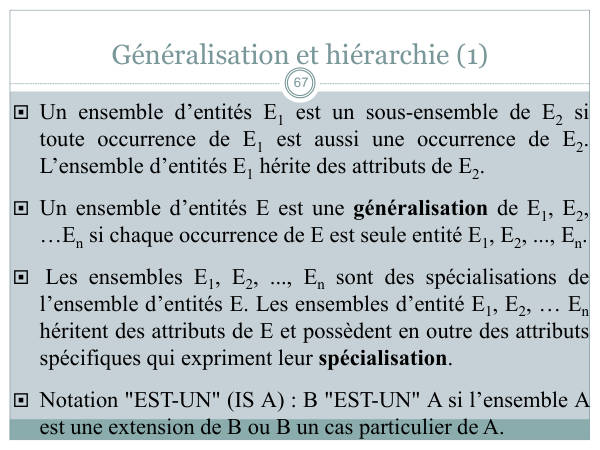 Généralisation et hiérarchie (1)
67
Un ensemble d’entités E1 est un sous-ensemble de E2 si
toute occurrence de E1 est aussi une occurrence de E2.
L’ensemble d’entités E1 hérite des attributs de E2.
Un ensemble d’entités E est une généralisation de E1, E2,
…En si chaque occurrence de E est seule entité E1, E2, ..., En.
Les ensembles E1, E2, ..., En sont des spécialisations de
l’ensemble d’entités E. Les ensembles d’entité E1, E2, … En
héritent des attributs de E et possèdent en outre des attributs
spécifiques qui expriment leur spécialisation.
Notation "EST-UN" (IS A) : B "EST-UN" A si l’ensemble A
est une extension de B ou B un cas particulier de A.